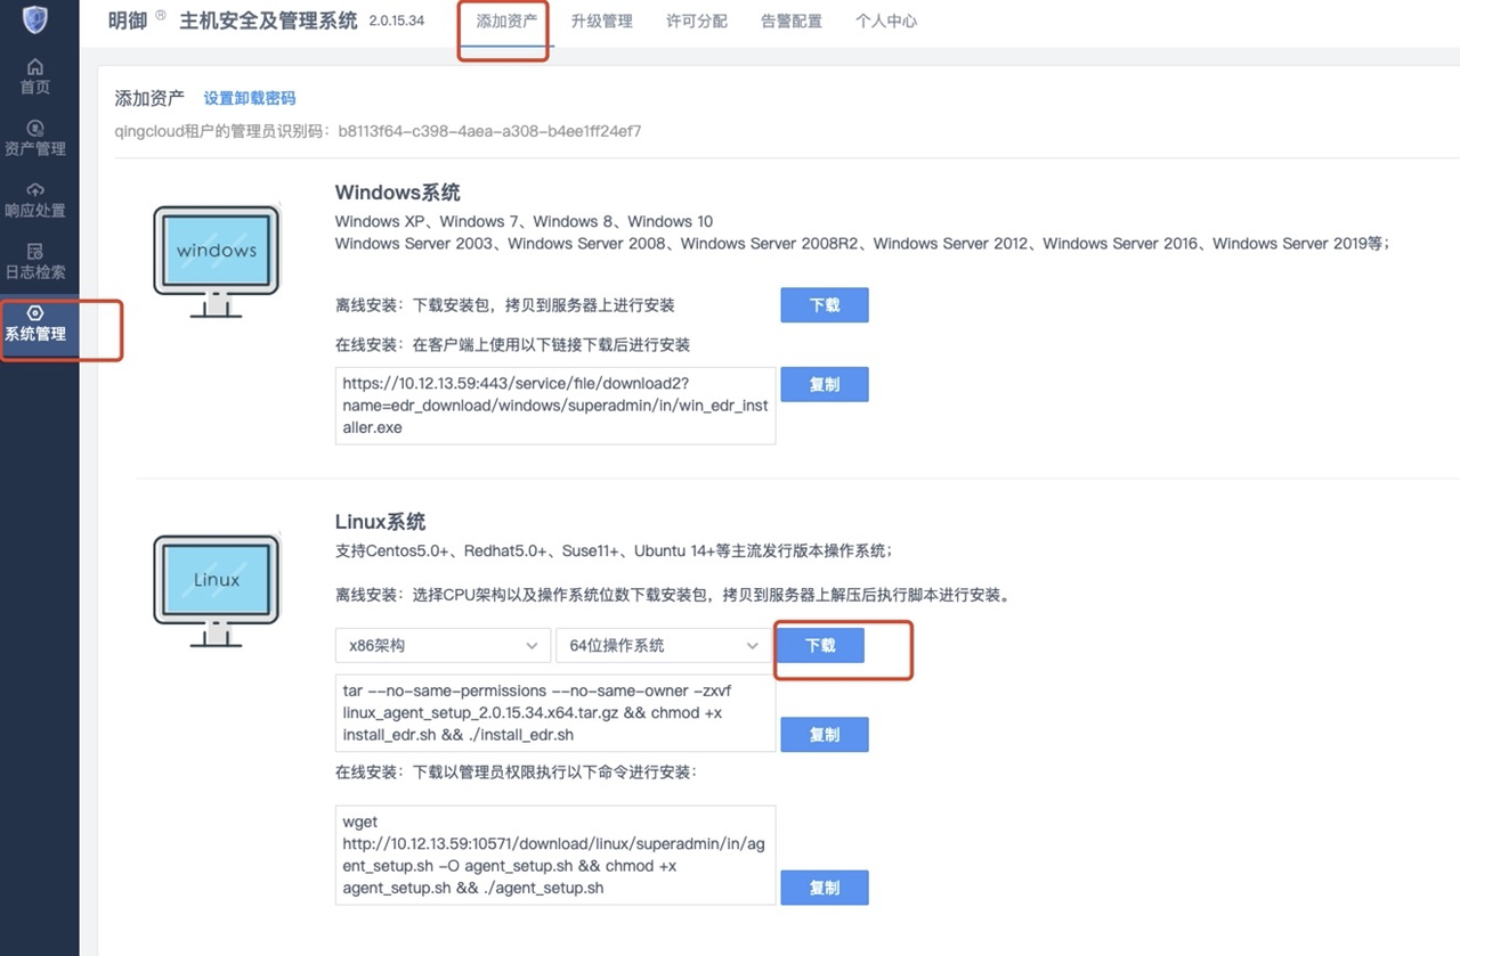 明御 ® 主机安全及管理系统 2.0.15.34 添加资产 升级管理 许可分配 告警配置 个人中心
首页
资产管理
响应处置
日志检索
系统管理
添加资产 设置卸载密码
qingcloud租户的管理员识别码：b8113f64-c398-4aea-a308-b4ee1ff24ef7
windows
Windows系统
Windows XP、Windows 7、Windows 8、Windows 10
Windows Server 2003、Windows Server 2008、Windows Server 2008R2、Windows Server 2012、Windows Server 2016、Windows Server 2019等；
离线安装：下载安装包，拷贝到服务器上进行安装 下载
在线安装：在客户端上使用以下链接下载后进行安装
https://10.12.13.59:443/service/file/download2?
name=edr_download/windows/superadmin/in/win_edr_inst
aller.exe
复制
Linux
Linux系统
支持Centos5.0+、Redhat5.0+、Suse11+、Ubuntu 14+等主流发行版本操作系统；
离线安装：选择CPU架构以及操作系统位数下载安装包，拷贝到服务器上解压后执行脚本进行安装。
x86架构 64位操作系统 下载
tar --no-same-permissions --no-same-owner -zxvf
linux_agent_setup_2.0.15.34.x64.tar.gz && chmod +x
install_edr.sh && ./install_edr.sh
复制
在线安装：下载以管理员权限执行以下命令进行安装：
wget
http://10.12.13.59:10571/download/linux/superadmin/in/ag
ent_setup.sh -O agent_setup.sh && chmod +x
agent_setup.sh && ./agent_setup.sh
复制